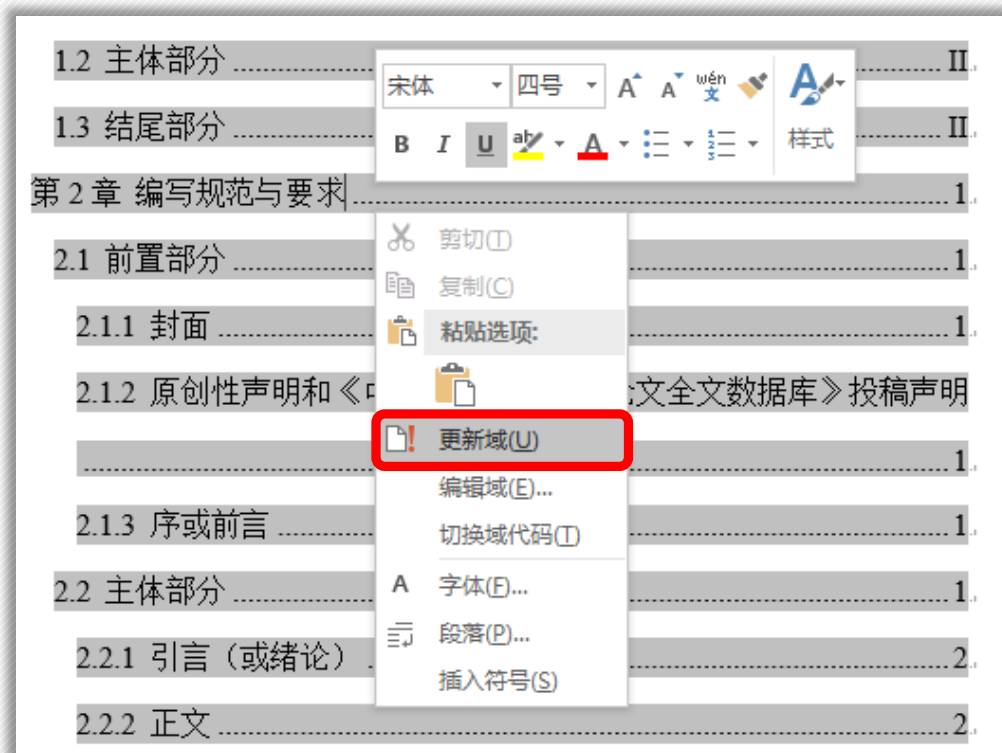 1.2 主体部分 ........ II
宋体 四号 A A wén 文 A
1.3 结尾部分 ........ II
B I U ab A 1 2 3 样式
第 2 章 编写规范与要求 ........ 1
剪切(T)
2.1 前置部分 ........ 1
复制(C)
2.1.1 封面 ........ 1
粘贴选项:
2.1.2 原创性声明和《 文全文数据库》投稿声明
更新域(U)
........ 1
编辑域(E)...
2.1.3 序或前言 ........ 1
切换域代码(T)
2.2 主体部分 ........ 1
A 字体(F)...
段落(P)...
2.2.1 引言（或绪论） ........ 2
插入符号(S)
2.2.2 正文 ........ 2